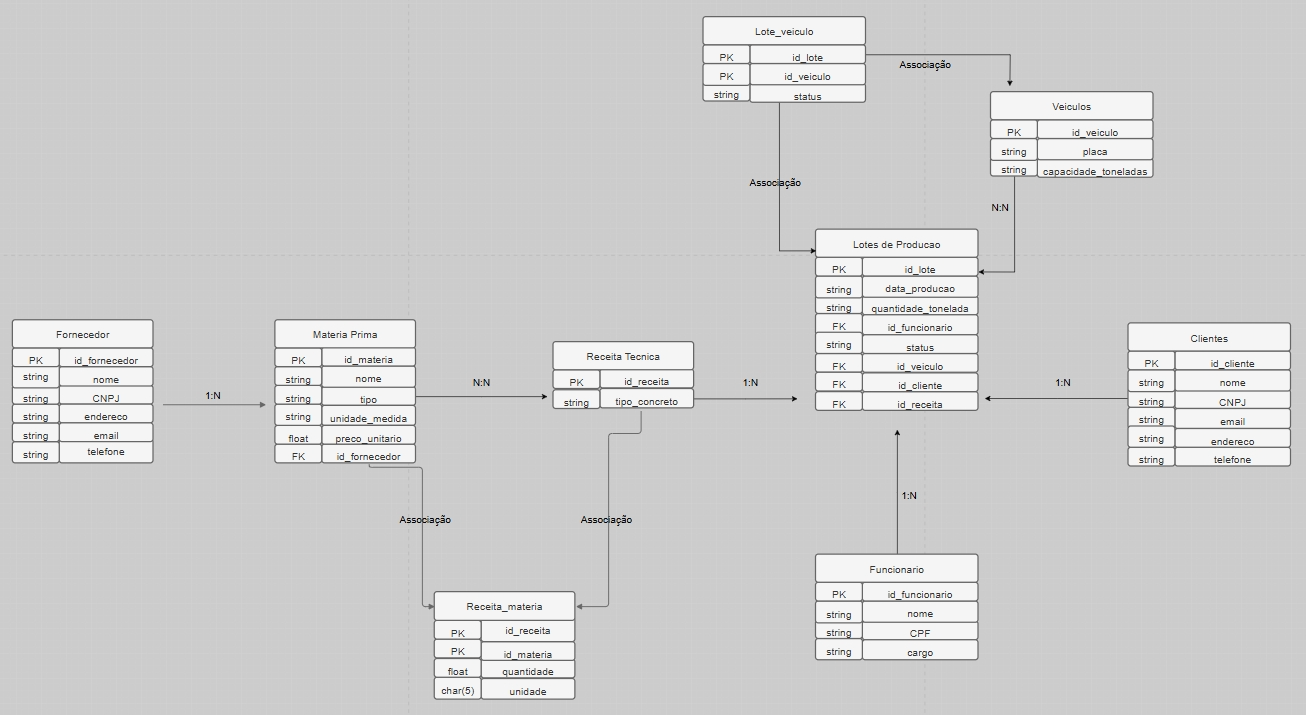 Lote_veiculo
PK id_lote
PK id_veiculo
string status
Associação
Veiculos
PK id_veiculo
string placa
string capacidade_toneladas
Associação
N:N
Lotes de Producao
PK id_lote
string data_producao
string quantidade_tonelada
FK id_funcionario
string status
FK id_veiculo
FK id_cliente
FK id_receita
Fornecedor
PK id_fornecedor
string nome
string CNPJ
string endereco
string email
string telefone
1:N
Materia Prima
PK id_materia
string nome
string tipo
string unidade_medida
float preco_unitario
FK id_fornecedor
N:N
Receita Tecnica
PK id_receita
string tipo_concreto
1:N
1:N
Clientes
PK id_cliente
string nome
string CNPJ
string email
string endereco
string telefone
Associação
Associação
1:N
Receita_materia
PK id_receita
PK id_materia
float quantidade
char(5) unidade
Funcionario
PK id_funcionario
string nome
string CPF
string cargo